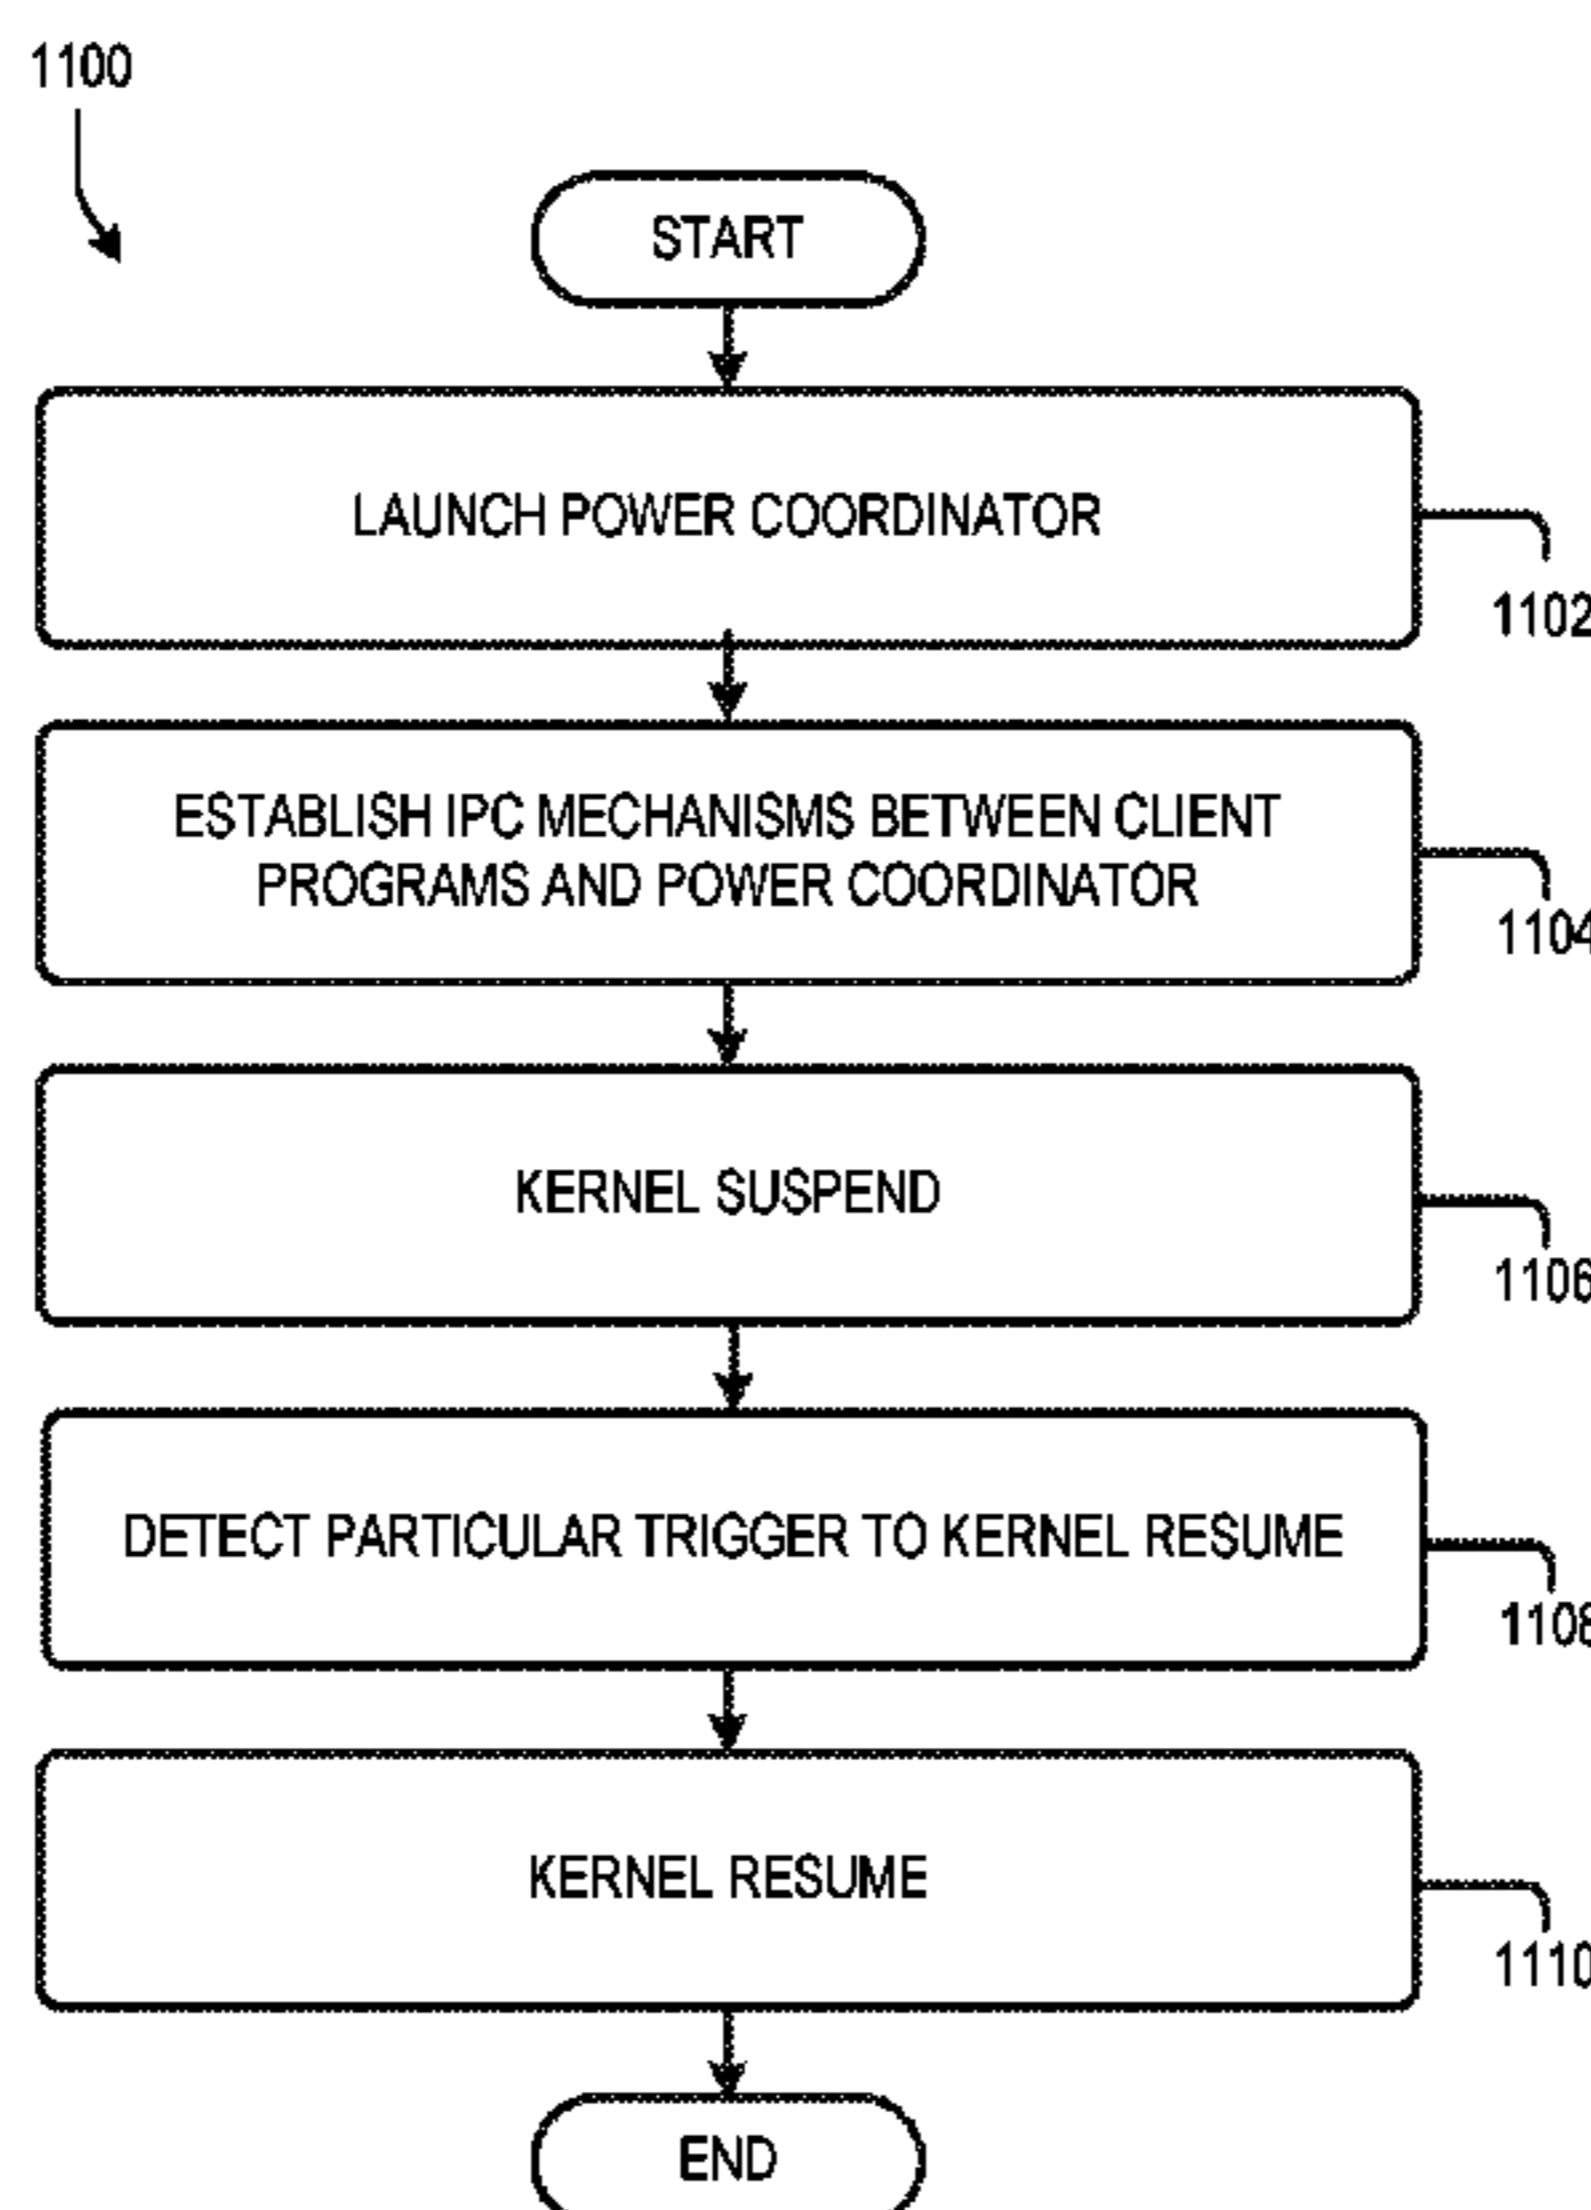 1100
START
LAUNCH POWER COORDINATOR
1102
ESTABLISH IPC MECHANISMS BETWEEN CLIENT
PROGRAMS AND POWER COORDINATOR
1104
KERNEL SUSPEND
1106
DETECT PARTICULAR TRIGGER TO KERNEL RESUME
1108
KERNEL RESUME
1110
END